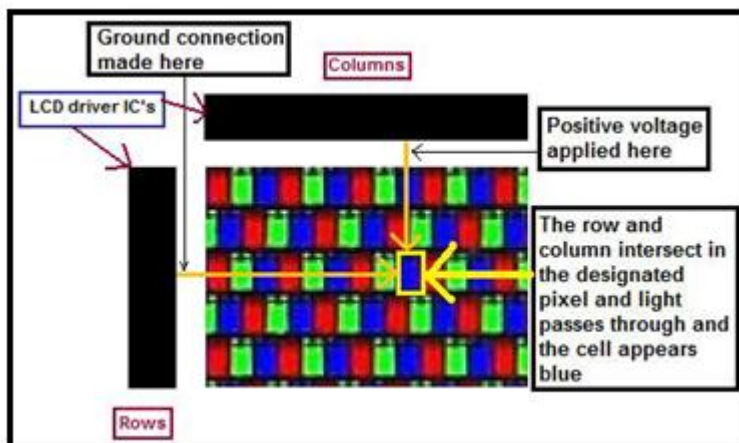 Ground connection
made here
Columns
LCD driver IC's
Positive voltage
applied here
The row and
column intersect in
the designated
pixel and light
passes through and
the cell appears
blue
Rows